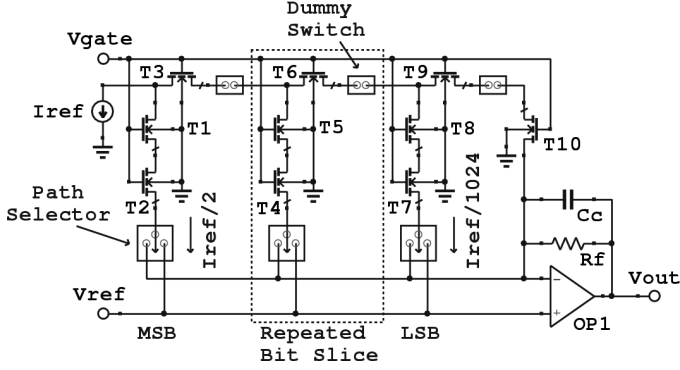 Dummy
Switch
Vgate
T3
T6
T9
Iref
T1
T5
T8
T10
Path
Selector
T2
Iref/2
T4
T7
Iref/1024
Cc
Rf
Vref
Vout
-
+
OP1
MSB
Repeated
Bit Slice
LSB